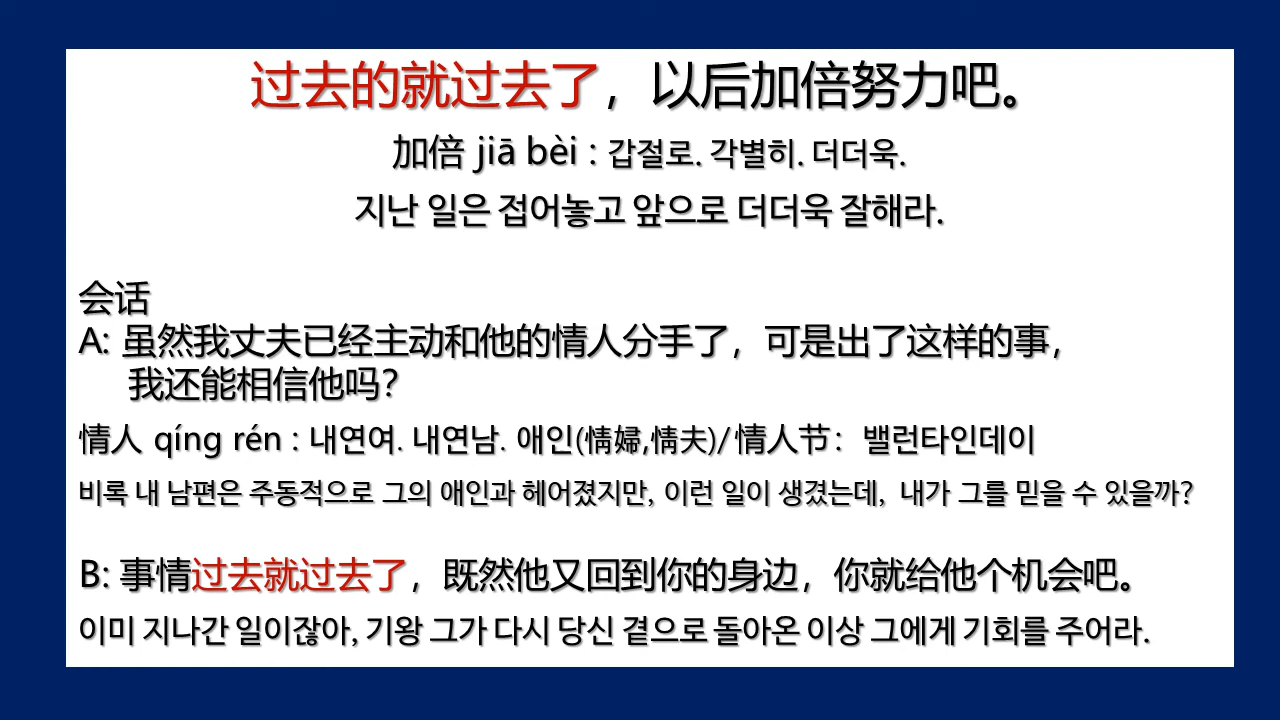 过去的就过去了，以后加倍努力吧。
加倍 jiā bèi : 갑절로. 각별히. 더더욱.
지난 일은 접어놓고 앞으로 더더욱 잘해라.
会话
A: 虽然我丈夫已经主动和他的情人分手了，可是出了这样的事，
我还能相信他吗？
情人 qíng rén : 내연여. 내연남. 애인(情婦,情夫)/情人节：밸런타인데이
비록 내 남편은 주동적으로 그의 애인과 헤어졌지만, 이런 일이 생겼는데, 내가 그를 믿을 수 있을까?
B: 事情过去就过去了，既然他又回到你的身边，你就给他个机会吧。
이미 지나간 일이잖아, 기왕 그가 다시 당신 곁으로 돌아온 이상 그에게 기회를 주어라.